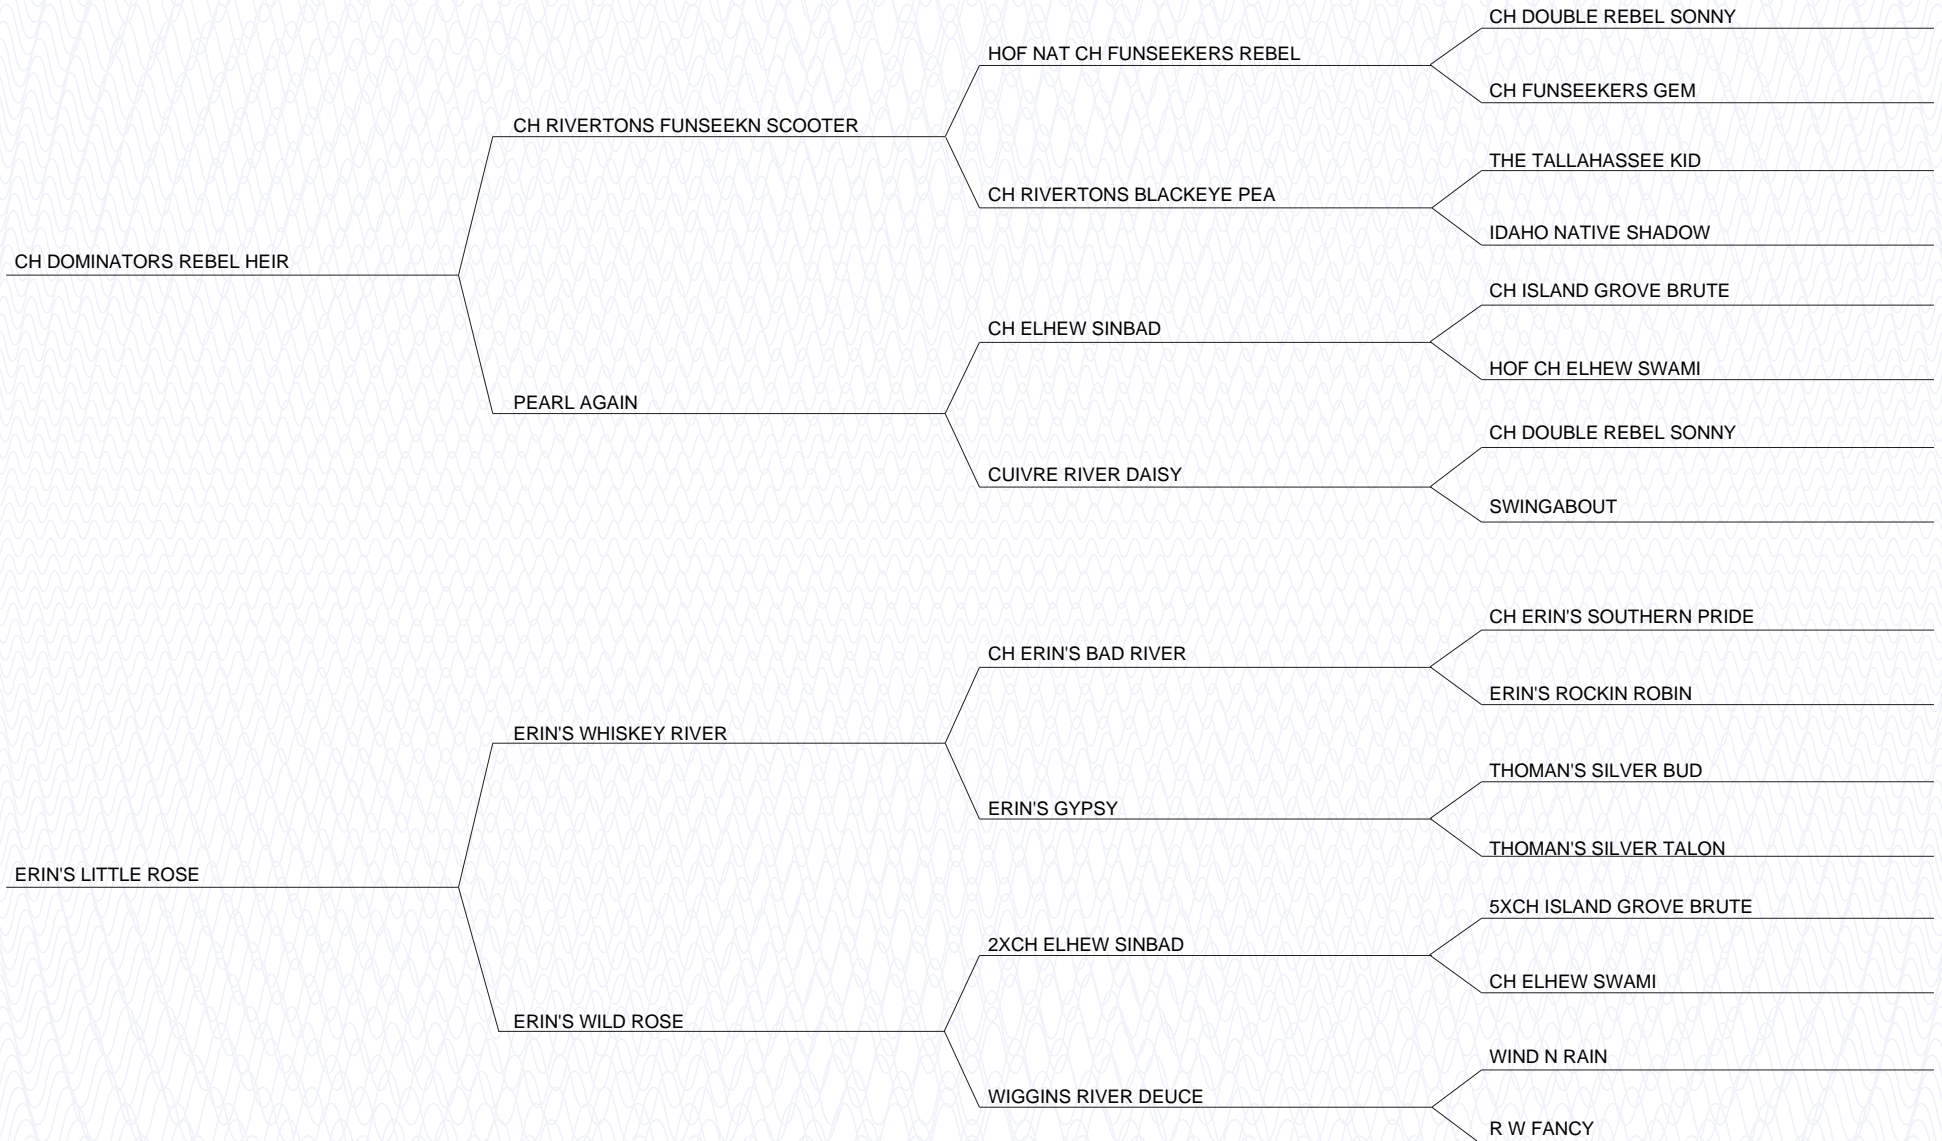 CH DOUBLE REBEL SONNY
HOF NAT CH FUNSEEKERS REBEL
CH FUNSEEKERS GEM
CH RIVERTONS FUNSEEKN SCOOTER
THE TALLAHASSEE KID
CH RIVERTONS BLACKEYE PEA
IDAHO NATIVE SHADOW
CH DOMINATORS REBEL HEIR
CH ISLAND GROVE BRUTE
CH ELHEW SINBAD
HOF CH ELHEW SWAMI
PEARL AGAIN
CH DOUBLE REBEL SONNY
CUIVRE RIVER DAISY
SWINGABOUT
CH ERIN'S SOUTHERN PRIDE
CH ERIN'S BAD RIVER
ERIN'S ROCKIN ROBIN
ERIN'S WHISKEY RIVER
THOMAN'S SILVER BUD
ERIN'S GYPSY
THOMAN'S SILVER TALON
ERIN'S LITTLE ROSE
5XCH ISLAND GROVE BRUTE
2XCH ELHEW SINBAD
CH ELHEW SWAMI
ERIN'S WILD ROSE
WIND N RAIN
WIGGINS RIVER DEUCE
R W FANCY